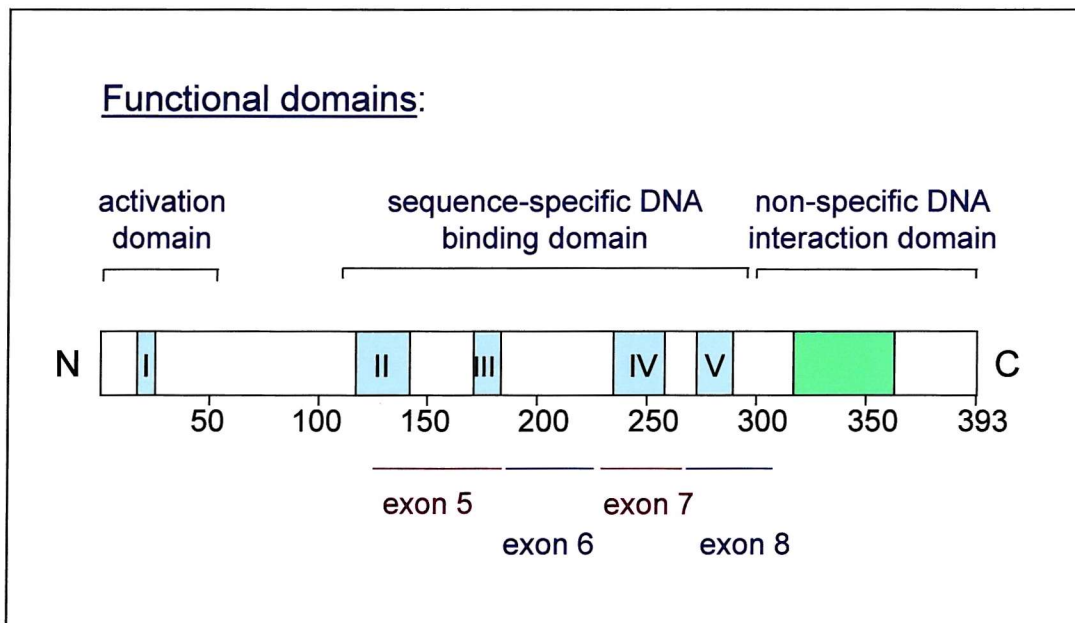 Functional domains:
activation
domain
sequence-specific DNA
binding domain
non-specific DNA
interaction domain
N
I
II
III
IV
V
C
50
100
150
200
250
300
350
393
exon 5
exon 7
exon 6
exon 8